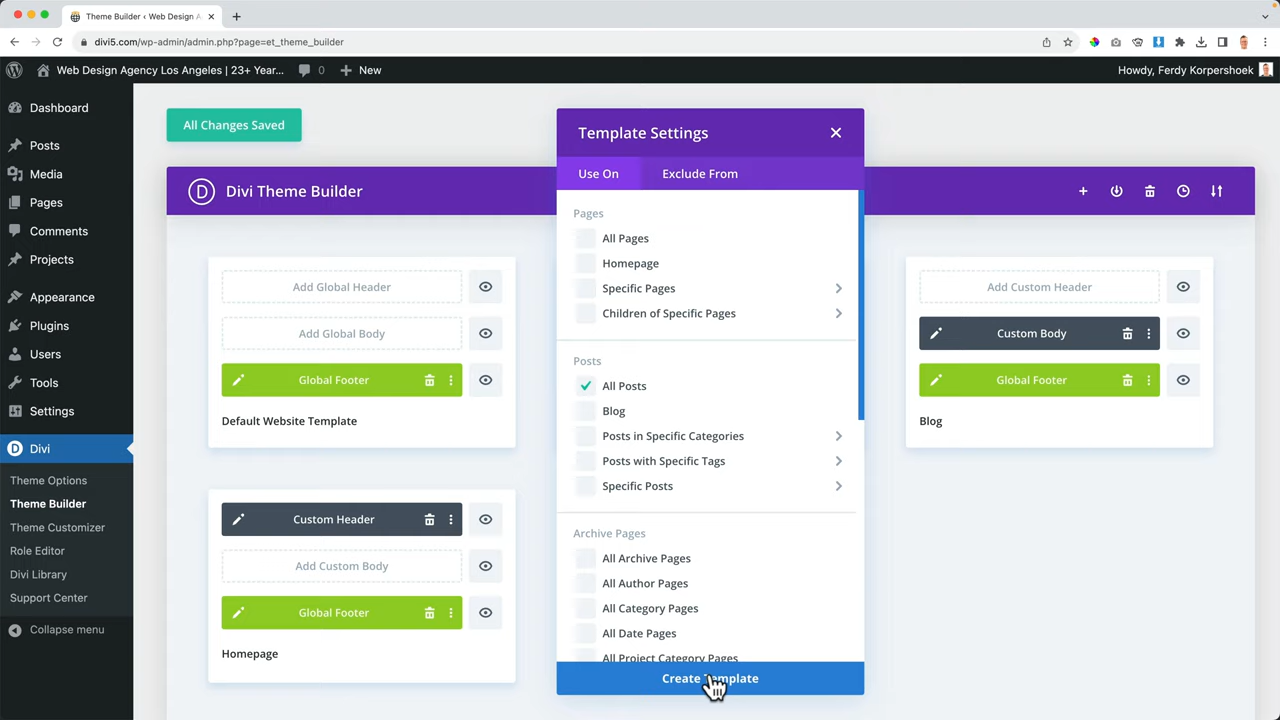 Theme Builder ‹ Web Design A
divi5.com/wp-admin/admin.php?page=et_theme_builder
Web Design Agency Los Angeles | 23+ Year...
0
New
Howdy, Ferdy Korpershoek
Dashboard
Posts
Media
Pages
Comments
Projects
Appearance
Plugins
Users
Tools
Settings
Divi
Theme Options
Theme Builder
Theme Customizer
Role Editor
Divi Library
Support Center
Collapse menu
All Changes Saved
D
Divi Theme Builder
Add Global Header
Add Global Body
Global Footer
Default Website Template
Custom Header
Add Custom Body
Global Footer
Homepage
Template Settings
Use On
Exclude From
Pages
All Pages
Homepage
Specific Pages
Children of Specific Pages
Posts
All Posts
Blog
Posts in Specific Categories
Posts with Specific Tags
Specific Posts
Archive Pages
All Archive Pages
All Author Pages
All Category Pages
All Date Pages
All Project Category Pages
Create Template
Add Custom Header
Custom Body
Global Footer
Blog